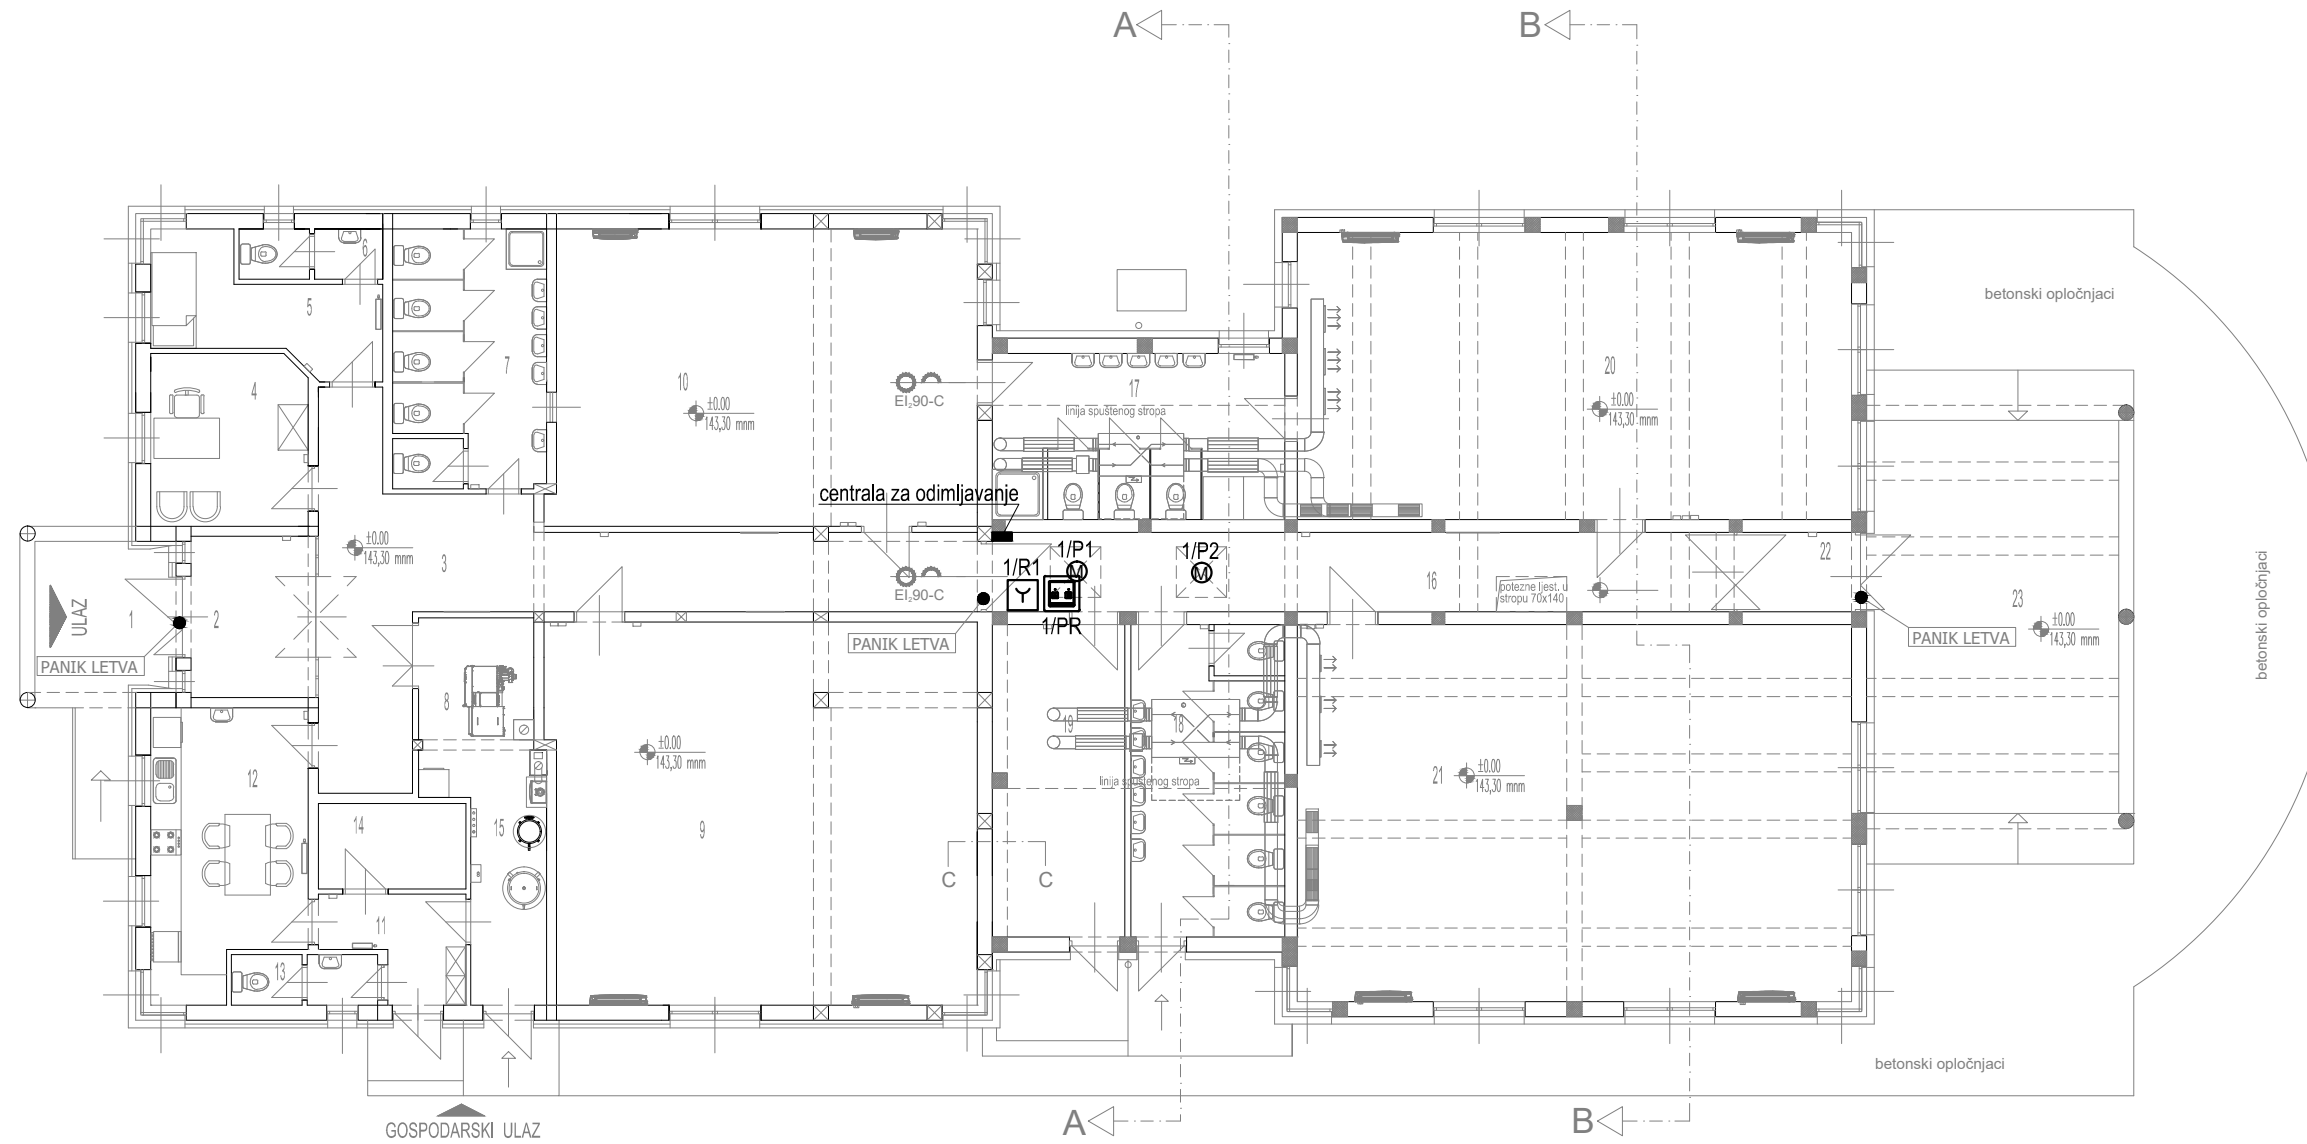 A
B
betonski opločnjaci
6
5
10
20
17
7
4
EI₂90-C
±0.00
143,30 mnm
±0.00
143,30 mnm
linija spuštenog stropa
centrala za odimljavanje
±0.00
143,30 mnm
3
1/P1
M
1/P2
M
22
betonski opločnjaci
1/R1
EI₂90-C
16
potezne ljest. u
stropu 70x140
ULAZ
1
2
23
±0.00
143,30 mnm
1/PR
PANIK LETVA
PANIK LETVA
PANIK LETVA
8
19
18
±0.00
143,30 mnm
12
linija spuštenog stropa
21
±0.00
143,30 mnm
14
15
9
C
C
11
13
betonski opločnjaci
A
B
GOSPODARSKI ULAZ